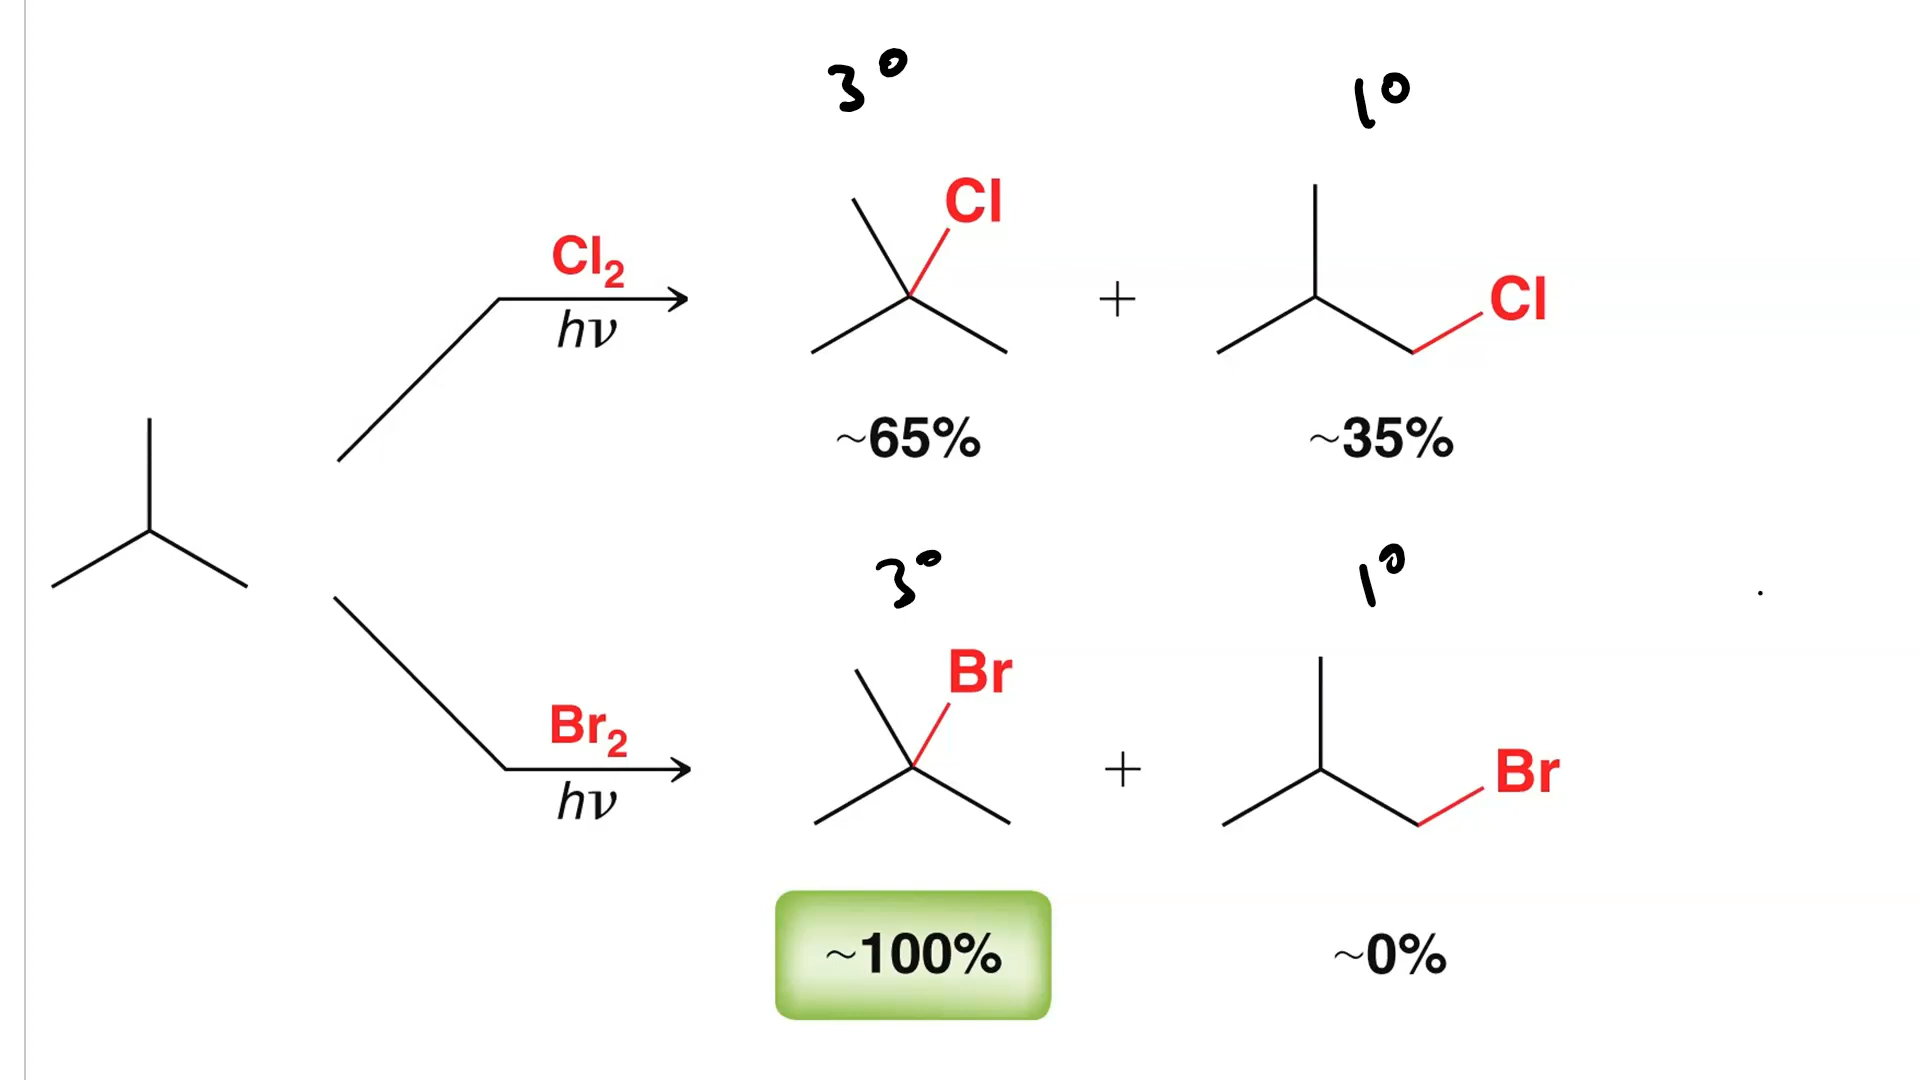 3° 1°
Cl Cl
Cl₂
hν
+
~65% ~35%
3° 1°
Br Br
Br₂
hν
+
~100% ~0%